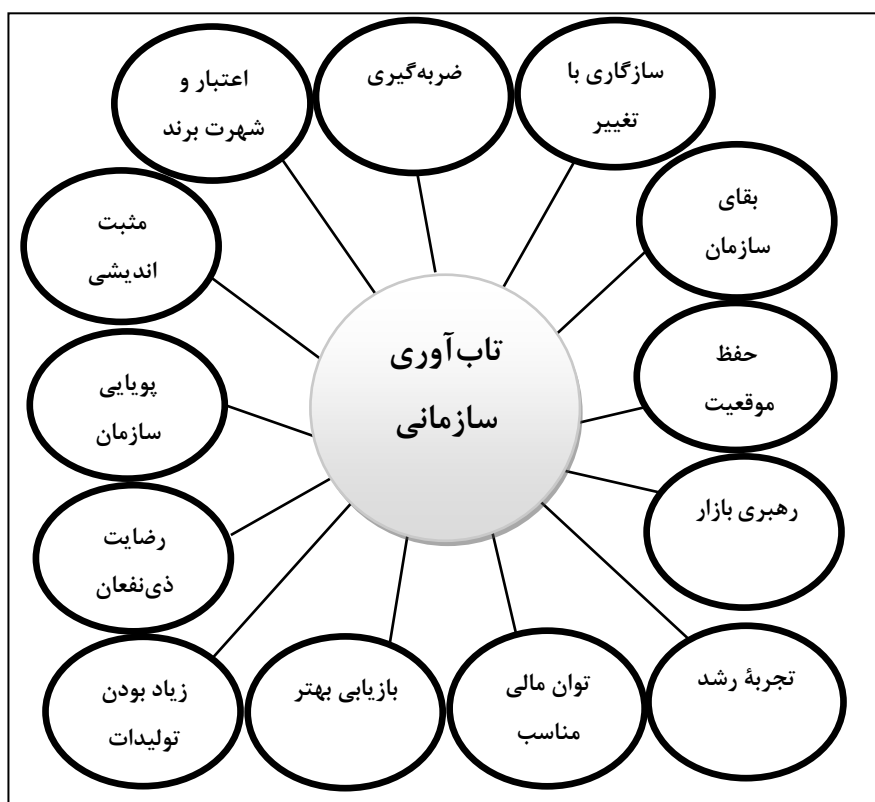 اعتبار و
شهرت برند
ضربه‌گیری
سازگاری با
تغییر
بقای
سازمان
مثبت
اندیشی
تاب‌آوری
سازمانی
حفظ
موقعیت
پویایی
سازمان
رهبری بازار
رضایت
ذی‌نفعان
تجربۀ رشد
توان مالی
مناسب
بازیابی بهتر
زیاد بودن
تولیدات